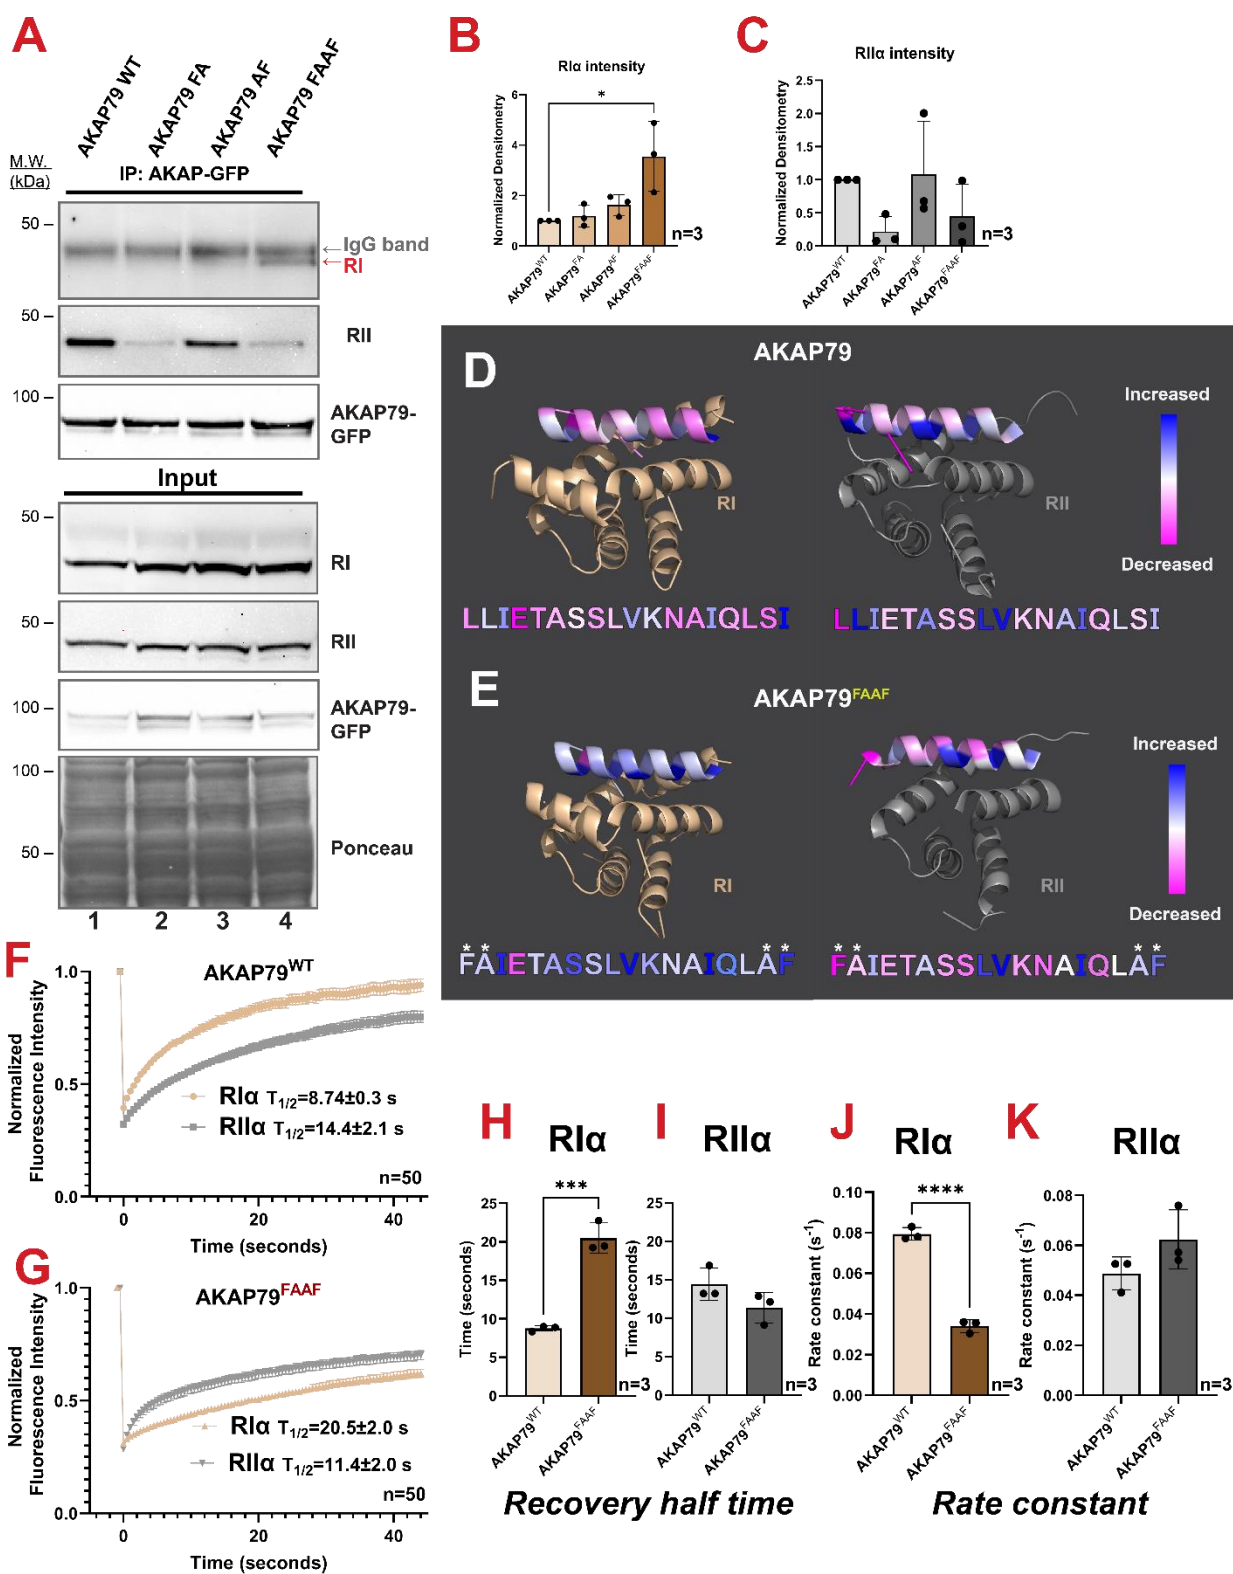 A
AKAP79 WT
AKAP79 FA
AKAP79 AF
AKAP79 FAAF
M.W.
(kDa)
IP: AKAP-GFP
50
←IgG band
←RI
50
RII
100
AKAP79-
GFP
Input
50
RI
50
RII
100
AKAP79-
GFP
100
50
Ponceau
1 2 3 4
B
RIα intensity
Normalized Densitometry
6
4
2
0
*
n=3
AKAP79WT
AKAP79FA
AKAP79AF
AKAP79FAAF
C
RIIα intensity
Normalized Densitometry
2.5
2.0
1.5
1.0
0.5
0.0
n=3
AKAP79WT
AKAP79FA
AKAP79AF
AKAP79FAAF
D
AKAP79
RI
RII
Increased
Decreased
LLIETASSLVKNAIQLSI
LLIETASSLVKNAIQLSI
E
AKAP79FAAF
RI
RII
Increased
Decreased
* * * *
* * * *
FAIETASSLVKNAIQLAF
FAIETASSLVKNAIQLAF
F
AKAP79WT
Normalized
Fluorescence Intensity
1.0
0.5
0.0
RIα T1/2=8.74±0.3 s
RIIα T1/2=14.4±2.1 s
n=50
0 20 40
Time (seconds)
G
AKAP79FAAF
Normalized
Fluorescence Intensity
1.0
0.5
0.0
RIα T1/2=20.5±2.0 s
RIIα T1/2=11.4±2.0 s
n=50
0 20 40
Time (seconds)
H
RIα
Time (seconds)
25
20
15
10
5
0
***
n=3
AKAP79WT
AKAP79FAAF
I
RIIα
Time (seconds)
25
20
15
10
5
0
n=3
AKAP79WT
AKAP79FAAF
Recovery half time
J
RIα
Rate constant (s-1)
0.10
0.08
0.06
0.04
0.02
0.00
****
n=3
AKAP79WT
AKAP79FAAF
K
RIIα
Rate constant (s-1)
0.08
0.06
0.04
0.02
0.00
n=3
AKAP79WT
AKAP79FAAF
Rate constant